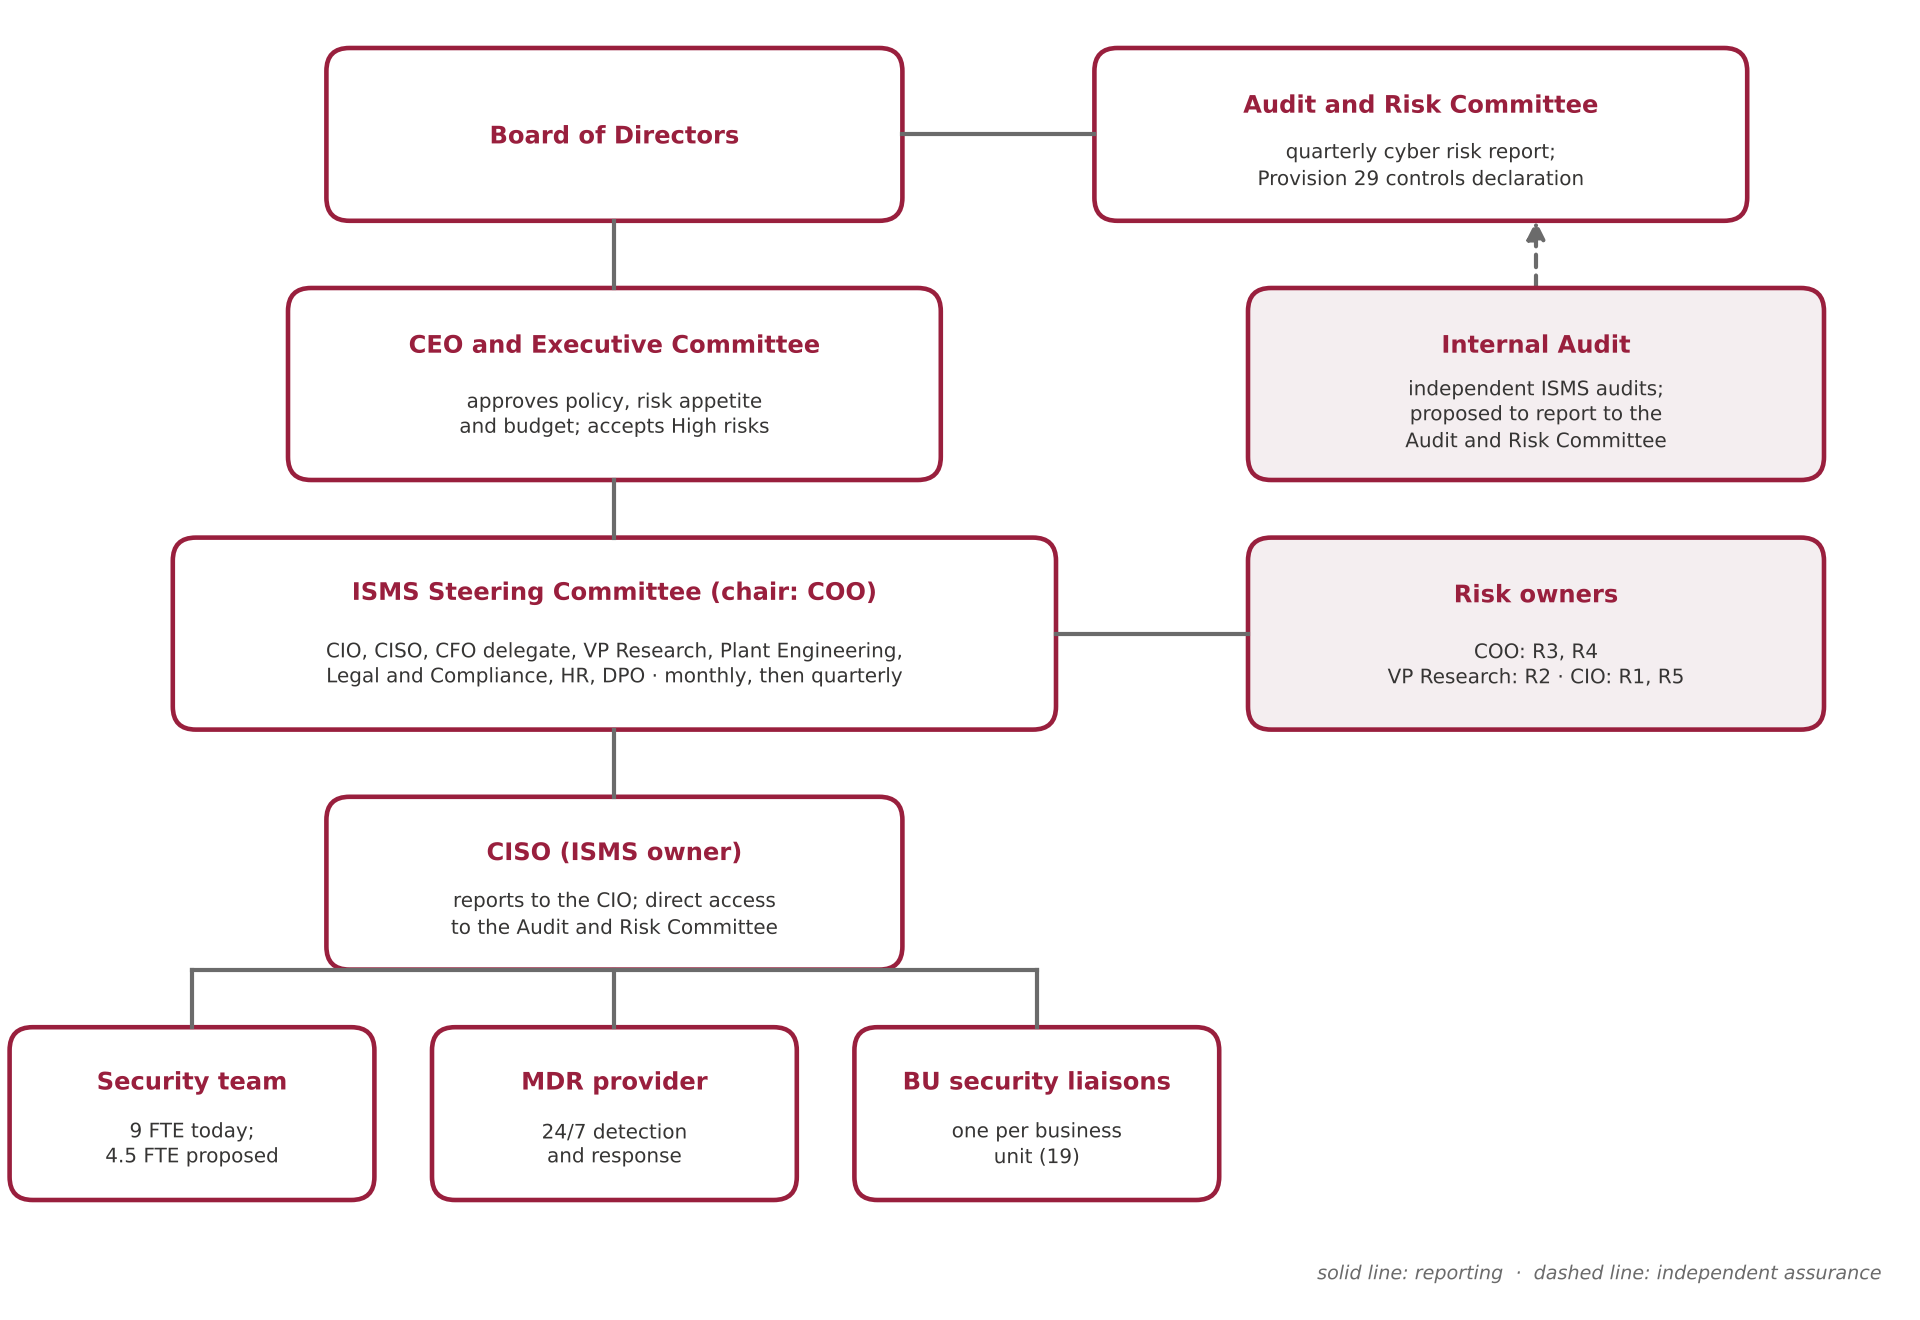 Board of Directors
Audit and Risk Committee
quarterly cyber risk report;
Provision 29 controls declaration
CEO and Executive Committee
approves policy, risk appetite
and budget; accepts High risks
Internal Audit
independent ISMS audits;
proposed to report to the
Audit and Risk Committee
ISMS Steering Committee (chair: COO)
CIO, CISO, CFO delegate, VP Research, Plant Engineering,
Legal and Compliance, HR, DPO · monthly, then quarterly
Risk owners
COO: R3, R4
VP Research: R2 · CIO: R1, R5
CISO (ISMS owner)
reports to the CIO; direct access
to the Audit and Risk Committee
Security team
9 FTE today;
4.5 FTE proposed
MDR provider
24/7 detection
and response
BU security liaisons
one per business
unit (19)
solid line: reporting · dashed line: independent assurance